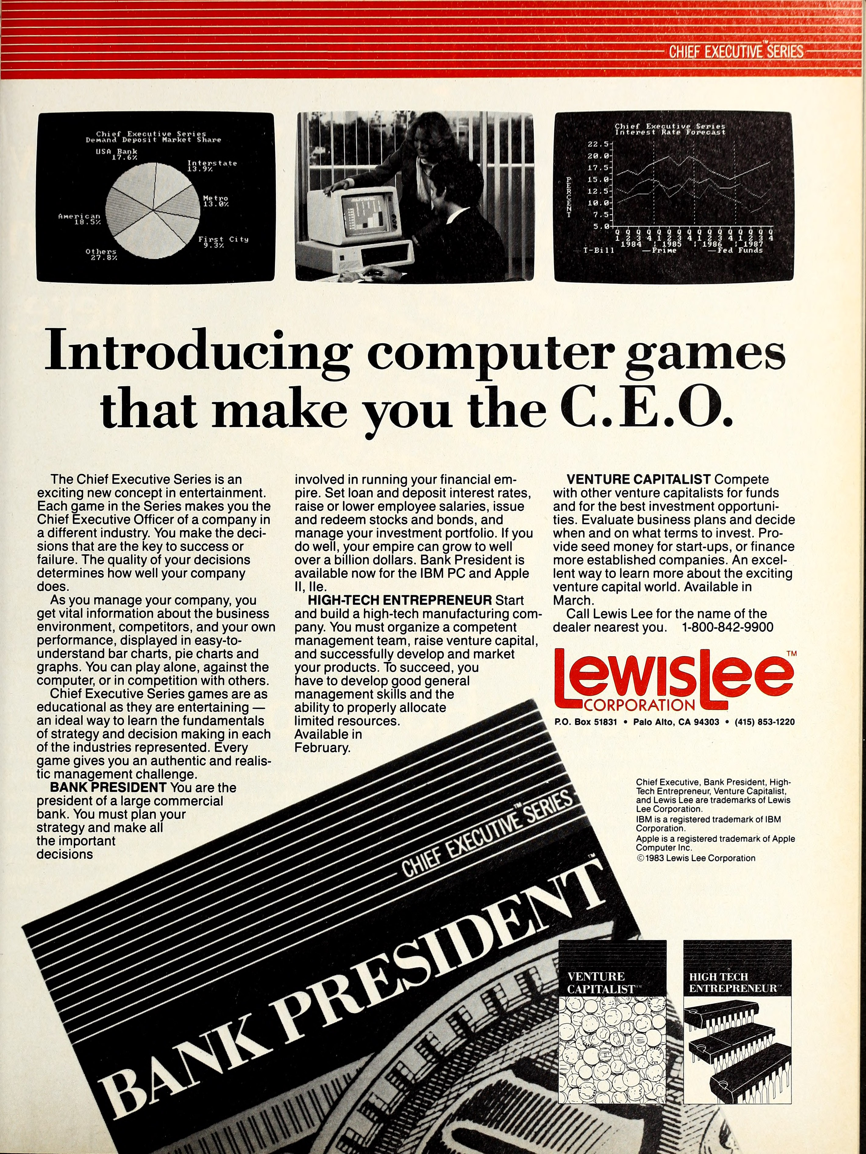 CHIEF EXECUTIVE™ SERIES
Chief Executive Series
Demand Deposit Market Share
USA Bank
17.6%
Interstate
13.9%
Metro
13.0%
American
18.5%
First City
9.3%
Others
27.8%
Chief Executive Series
Interest Rate Forecast
22.5
20.0
17.5
15.0
12.5
10.0
7.5
5.0
PERCENT
Q Q Q Q Q Q Q Q Q Q Q Q Q Q Q Q
1 2 3 4 1 2 3 4 1 2 3 4 1 2 3 4
1984 1985 1986 1987
T-Bill Prime Fed Funds
Introducing computer games
that make you the C.E.O.
The Chief Executive Series is an
exciting new concept in entertainment.
Each game in the Series makes you the
Chief Executive Officer of a company in
a different industry. You make the deci-
sions that are the key to success or
failure. The quality of your decisions
determines how well your company
does.
As you manage your company, you
get vital information about the business
environment, competitors, and your own
performance, displayed in easy-to-
understand bar charts, pie charts and
graphs. You can play alone, against the
computer, or in competition with others.
Chief Executive Series games are as
educational as they are entertaining —
an ideal way to learn the fundamentals
of strategy and decision making in each
of the industries represented. Every
game gives you an authentic and realis-
tic management challenge.
BANK PRESIDENT You are the
president of a large commercial
bank. You must plan your
strategy and make all
the important
decisions
involved in running your financial em-
pire. Set loan and deposit interest rates,
raise or lower employee salaries, issue
and redeem stocks and bonds, and
manage your investment portfolio. If you
do well, your empire can grow to well
over a billion dollars. Bank President is
available now for the IBM PC and Apple
II, IIe.
HIGH-TECH ENTREPRENEUR Start
and build a high-tech manufacturing com-
pany. You must organize a competent
management team, raise venture capital,
and successfully develop and market
your products. To succeed, you
have to develop good general
management skills and the
ability to properly allocate
limited resources.
Available in
February.
VENTURE CAPITALIST Compete
with other venture capitalists for funds
and for the best investment opportuni-
ties. Evaluate business plans and decide
when and on what terms to invest. Pro-
vide seed money for start-ups, or finance
more established companies. An excel-
lent way to learn more about the exciting
venture capital world. Available in
March.
Call Lewis Lee for the name of the
dealer nearest you. 1-800-842-9900
LewisLee™
CORPORATION
P.O. Box 51831 • Palo Alto, CA 94303 • (415) 853-1220
Chief Executive, Bank President, High-
Tech Entrepreneur, Venture Capitalist,
and Lewis Lee are trademarks of Lewis
Lee Corporation.
IBM is a registered trademark of IBM
Corporation.
Apple is a registered trademark of Apple
Computer Inc.
©1983 Lewis Lee Corporation
CHIEF EXECUTIVE™ SERIES
BANK PRESIDENT™
VENTURE
CAPITALIST™
HIGH TECH
ENTREPRENEUR™